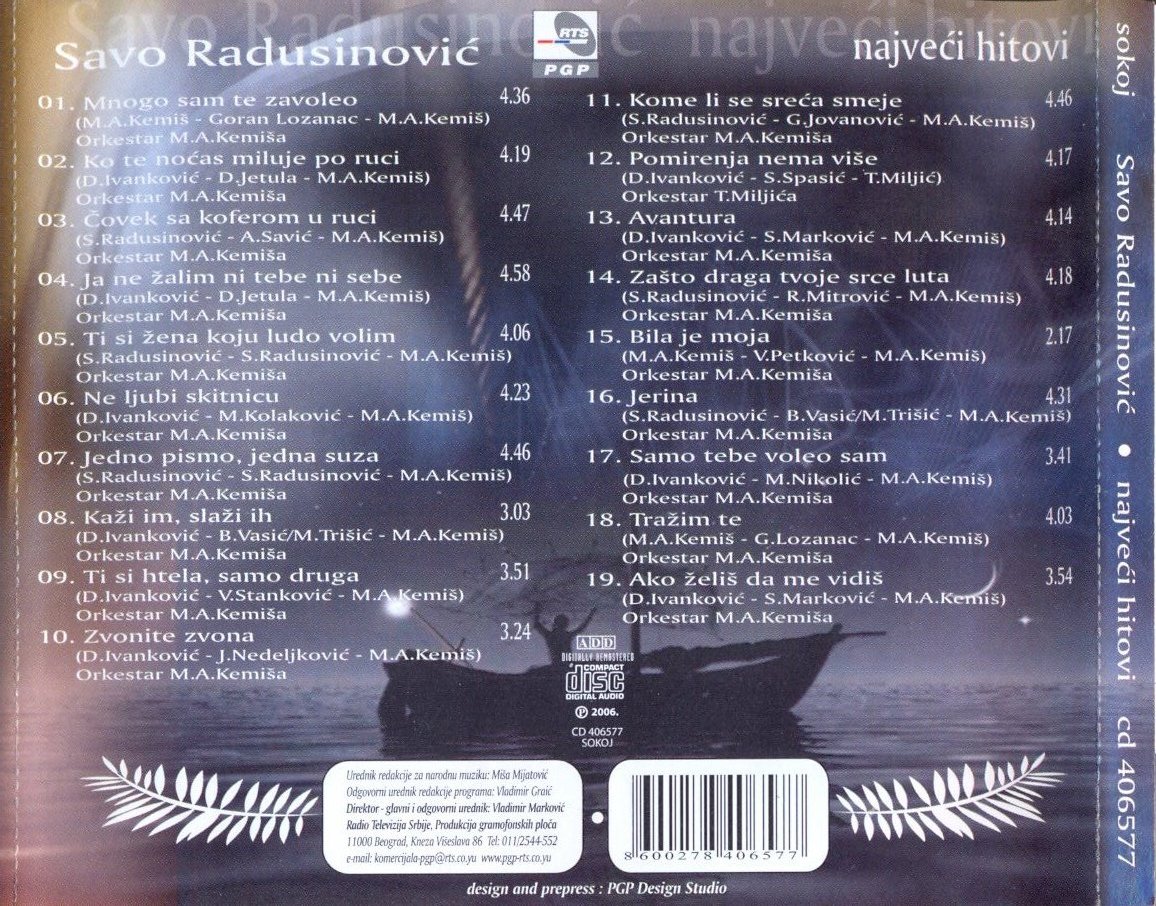 Savo Radusinović najveći hitovi
RTS
PGP
Savo Radusinović
najveći hitovi
01. Mnogo sam te zavoleo 4.36
(M.A.Kemiš - Goran Lozanac - M.A.Kemiš)
Orkestar M.A.Kemiša
02. Ko te noćas miluje po ruci 4.19
(D.Ivanković - D.Jetula - M.A.Kemiš)
Orkestar M.A.Kemiša
03. Čovek sa koferom u ruci 4.47
(S.Radusinović - A.Savić - M.A.Kemiš)
Orkestar M.A.Kemiša
04. Ja ne žalim ni tebe ni sebe 4.58
(D.Ivanković - D.Jetula - M.A.Kemiš)
Orkestar M.A.Kemiša
05. Ti si žena koju ludo volim 4.06
(S.Radusinović - S.Radusinović - M.A.Kemiš)
Orkestar M.A.Kemiša
06. Ne ljubi skitnicu 4.23
(D.Ivanković - M.Kolaković - M.A.Kemiš)
Orkestar M.A.Kemiša
07. Jedno pismo, jedna suza 4.46
(S.Radusinović - S.Radusinović - M.A.Kemiš)
Orkestar M.A.Kemiša
08. Kaži im, slaži ih 3.03
(D.Ivanković - B.Vasić/M.Trišić - M.A.Kemiš)
Orkestar M.A.Kemiša
09. Ti si htela, samo druga 3.51
(D.Ivanković - V.Stanković - M.A.Kemiš)
Orkestar M.A.Kemiša
10. Zvonite zvona 3.24
(D.Ivanković - J.Nedeljković - M.A.Kemiš)
Orkestar M.A.Kemiša
11. Kome li se sreća smeje 4.46
(S.Radusinović - G.Jovanović - M.A.Kemiš)
Orkestar M.A.Kemiša
12. Pomirenja nema više 4.17
(D.Ivanković - S.Spasić - T.Miljić)
Orkestar T.Miljića
13. Avantura 4.14
(D.Ivanković - S.Marković - M.A.Kemiš)
Orkestar M.A.Kemiša
14. Zašto draga tvoje srce luta 4.18
(S.Radusinović - R.Mitrović - M.A.Kemiš)
Orkestar M.A.Kemiša
15. Bila je moja 2.17
(M.A.Kemiš - V.Petković - M.A.Kemiš)
Orkestar M.A.Kemiša
16. Jerina 4.31
(S.Radusinović - B.Vasić/M.Trišić - M.A.Kemiš)
Orkestar M.A.Kemiša
17. Samo tebe voleo sam 3.41
(D.Ivanković - M.Nikolić - M.A.Kemiš)
Orkestar M.A.Kemiša
18. Tražim te 4.03
(M.A.Kemiš - G.Lozanac - M.A.Kemiš)
Orkestar M.A.Kemiša
19. Ako želiš da me vidiš 3.54
(D.Ivanković - S.Marković - M.A.Kemiš)
Orkestar M.A.Kemiša
ADD
DIGITALLY REMASTERED
COMPACT
disc
DIGITAL AUDIO
℗ 2006.
CD 406577
SOKOJ
Urednik redakcije za narodnu muziku: Miša Mijatović
Odgovorni urednik redakcije programa: Vladimir Graić
Direktor - glavni i odgovorni urednik: Vladimir Marković
Radio Televizija Srbije, Produkcija gramofonskih ploča
11000 Beograd, Kneza Višeslava 86 Tel: 011/2544-552
e-mail: komercijala-pgp@rts.co.yu www.pgp-rts.co.yu
8600278406577
design and prepress : PGP Design Studio
sokoj Savo Radusinović • najveći hitovi cd 406577